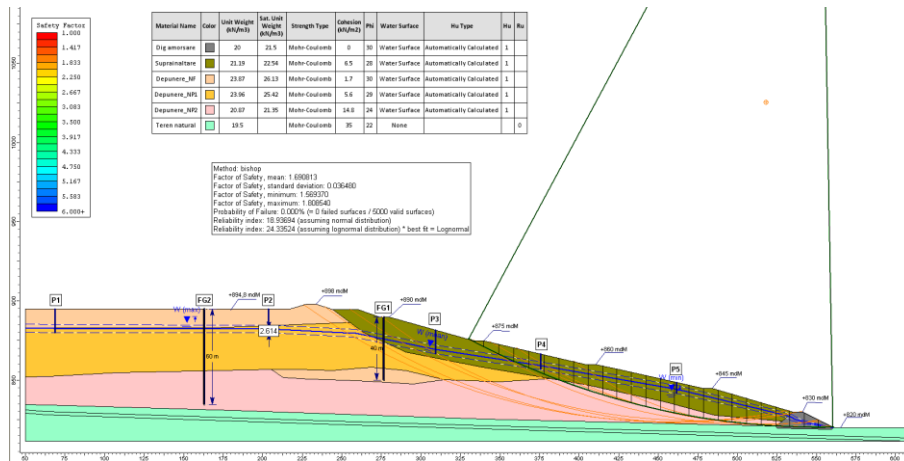 Safety Factor
1.000
1.417
1.833
2.250
2.667
3.083
3.500
3.917
4.333
4.750
5.167
5.583
6.000+
Material Name Color Unit Weight (kN/m3) Sat. Unit Weight (kN/m3) Strength Type Cohesion (kN/m2) Phi Water Surface Hu Type Hu Ru
Dig amorsare 20 21.5 Mohr-Coulomb 0 30 Water Surface Automatically Calculated 1
Suprainaltare 21.19 22.54 Mohr-Coulomb 6.5 28 Water Surface Automatically Calculated 1
Depunere_NF 23.87 26.13 Mohr-Coulomb 1.7 30 Water Surface Automatically Calculated 1
Depunere_NP1 23.96 25.42 Mohr-Coulomb 5.6 29 Water Surface Automatically Calculated 1
Depunere_NP2 20.87 21.35 Mohr-Coulomb 14.8 24 Water Surface Automatically Calculated 1
Teren natural 19.5 Mohr-Coulomb 35 22 None 0
Method: bishop
Factor of Safety, mean: 1.690813
Factor of Safety, standard deviation: 0.036480
Factor of Safety, minimum: 1.569370
Factor of Safety, maximum: 1.808540
Probability of Failure: 0.000% (= 0 failed surfaces / 5000 valid surfaces)
Reliability index: 18.93694 (assuming normal distribution)
Reliability index: 24.33524 (assuming lognormal distribution) * best fit = Lognormal
1050
1000
950
900
850
P1
FG2
P2
FG1
P3
P4
P5
+894,0 mdM
+898 mdM
+890 mdM
+875 mdM
+860 mdM
+845 mdM
+830 mdM
+820 mdM
W (max)
W (mean)
W (min)
2.614
60 m
40 m
50 75 100 125 150 175 200 225 250 275 300 325 350 375 400 425 450 475 500 525 550 575 600